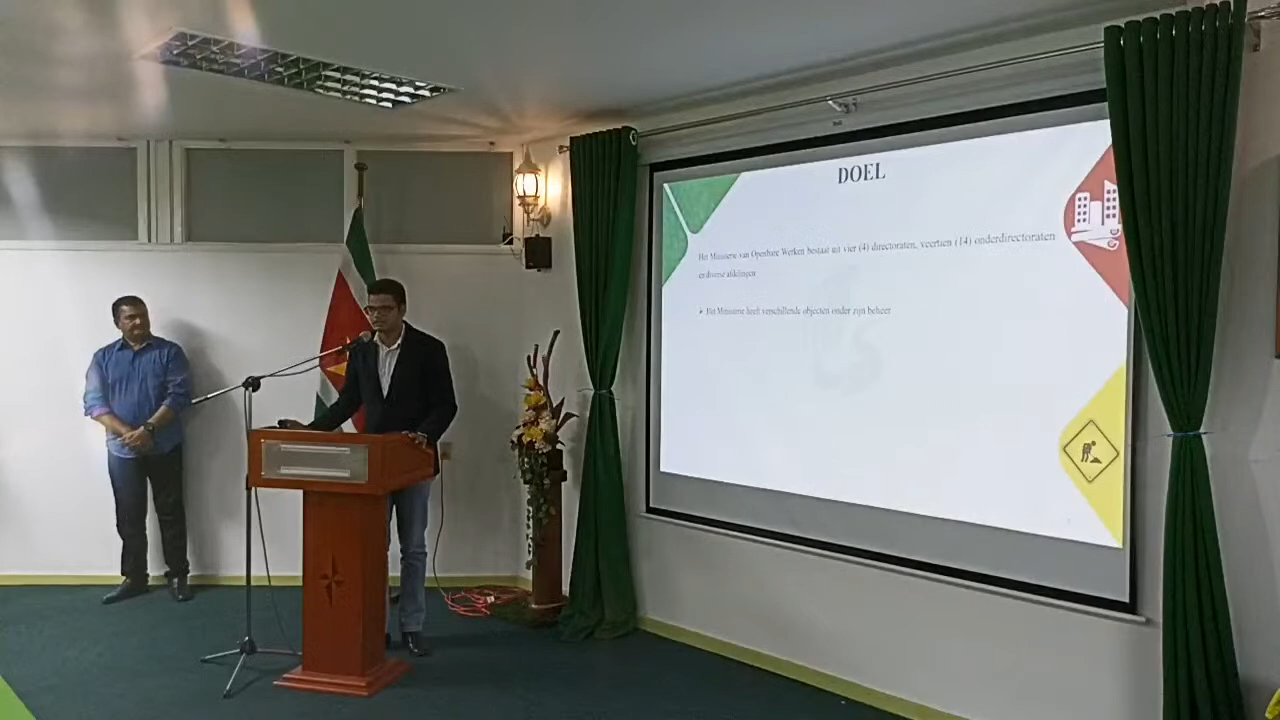 DOEL
Het Ministerie van Openbare Werken bestaat uit vier (4) directoraten, veertien (14) onderdirectoraten
en diverse afdelingen
➤ Het Ministerie heeft verschillende objecten onder zijn beheer